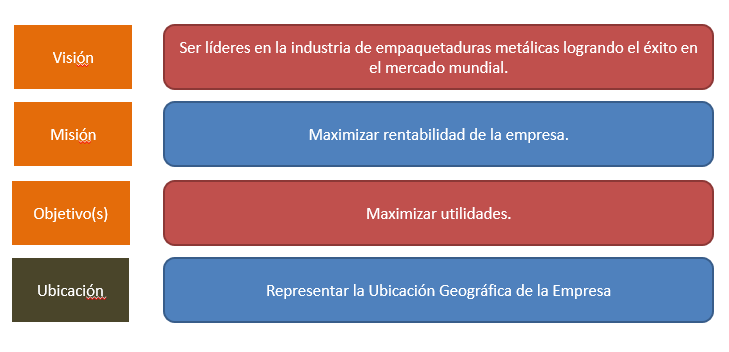 Visión
Ser líderes en la industria de empaquetaduras metálicas logrando el éxito en
el mercado mundial.
Misión
Maximizar rentabilidad de la empresa.
Objetivo(s)
Maximizar utilidades.
Ubicación
Representar la Ubicación Geográfica de la Empresa